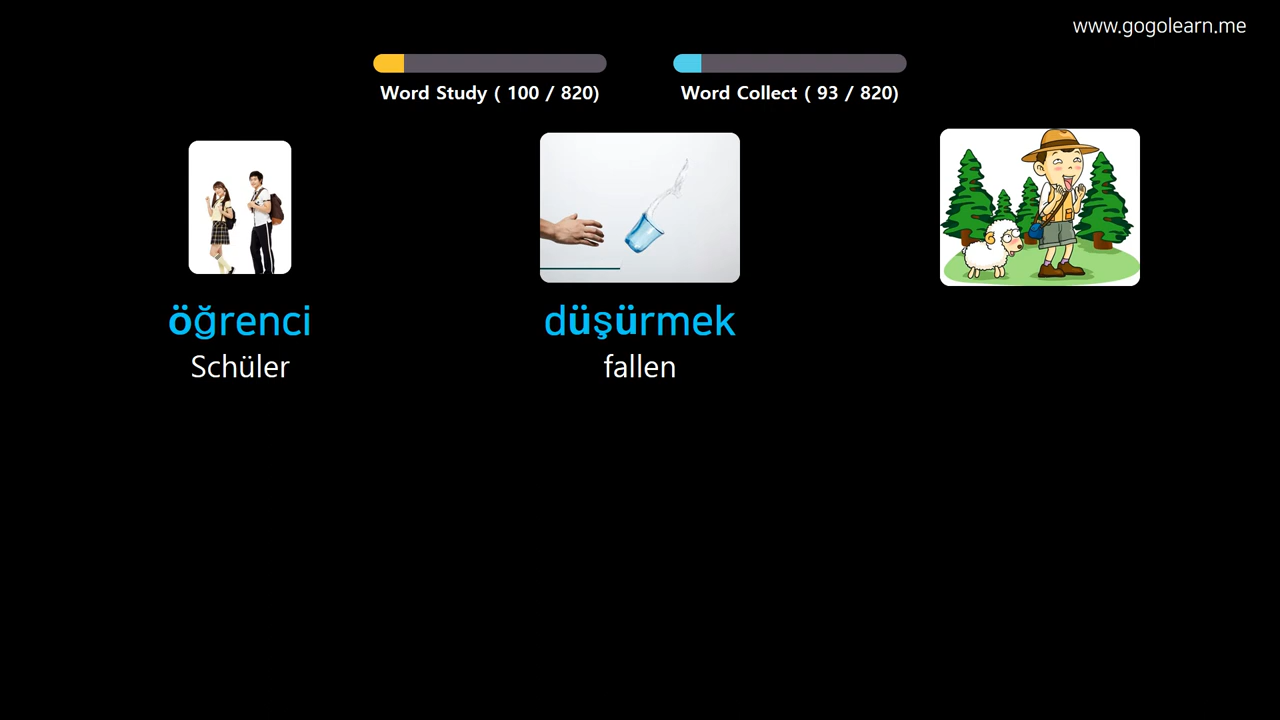 www.gogolearn.me
Word Study ( 100 / 820)
Word Collect ( 93 / 820)
öğrenci
Schüler
düşürmek
fallen